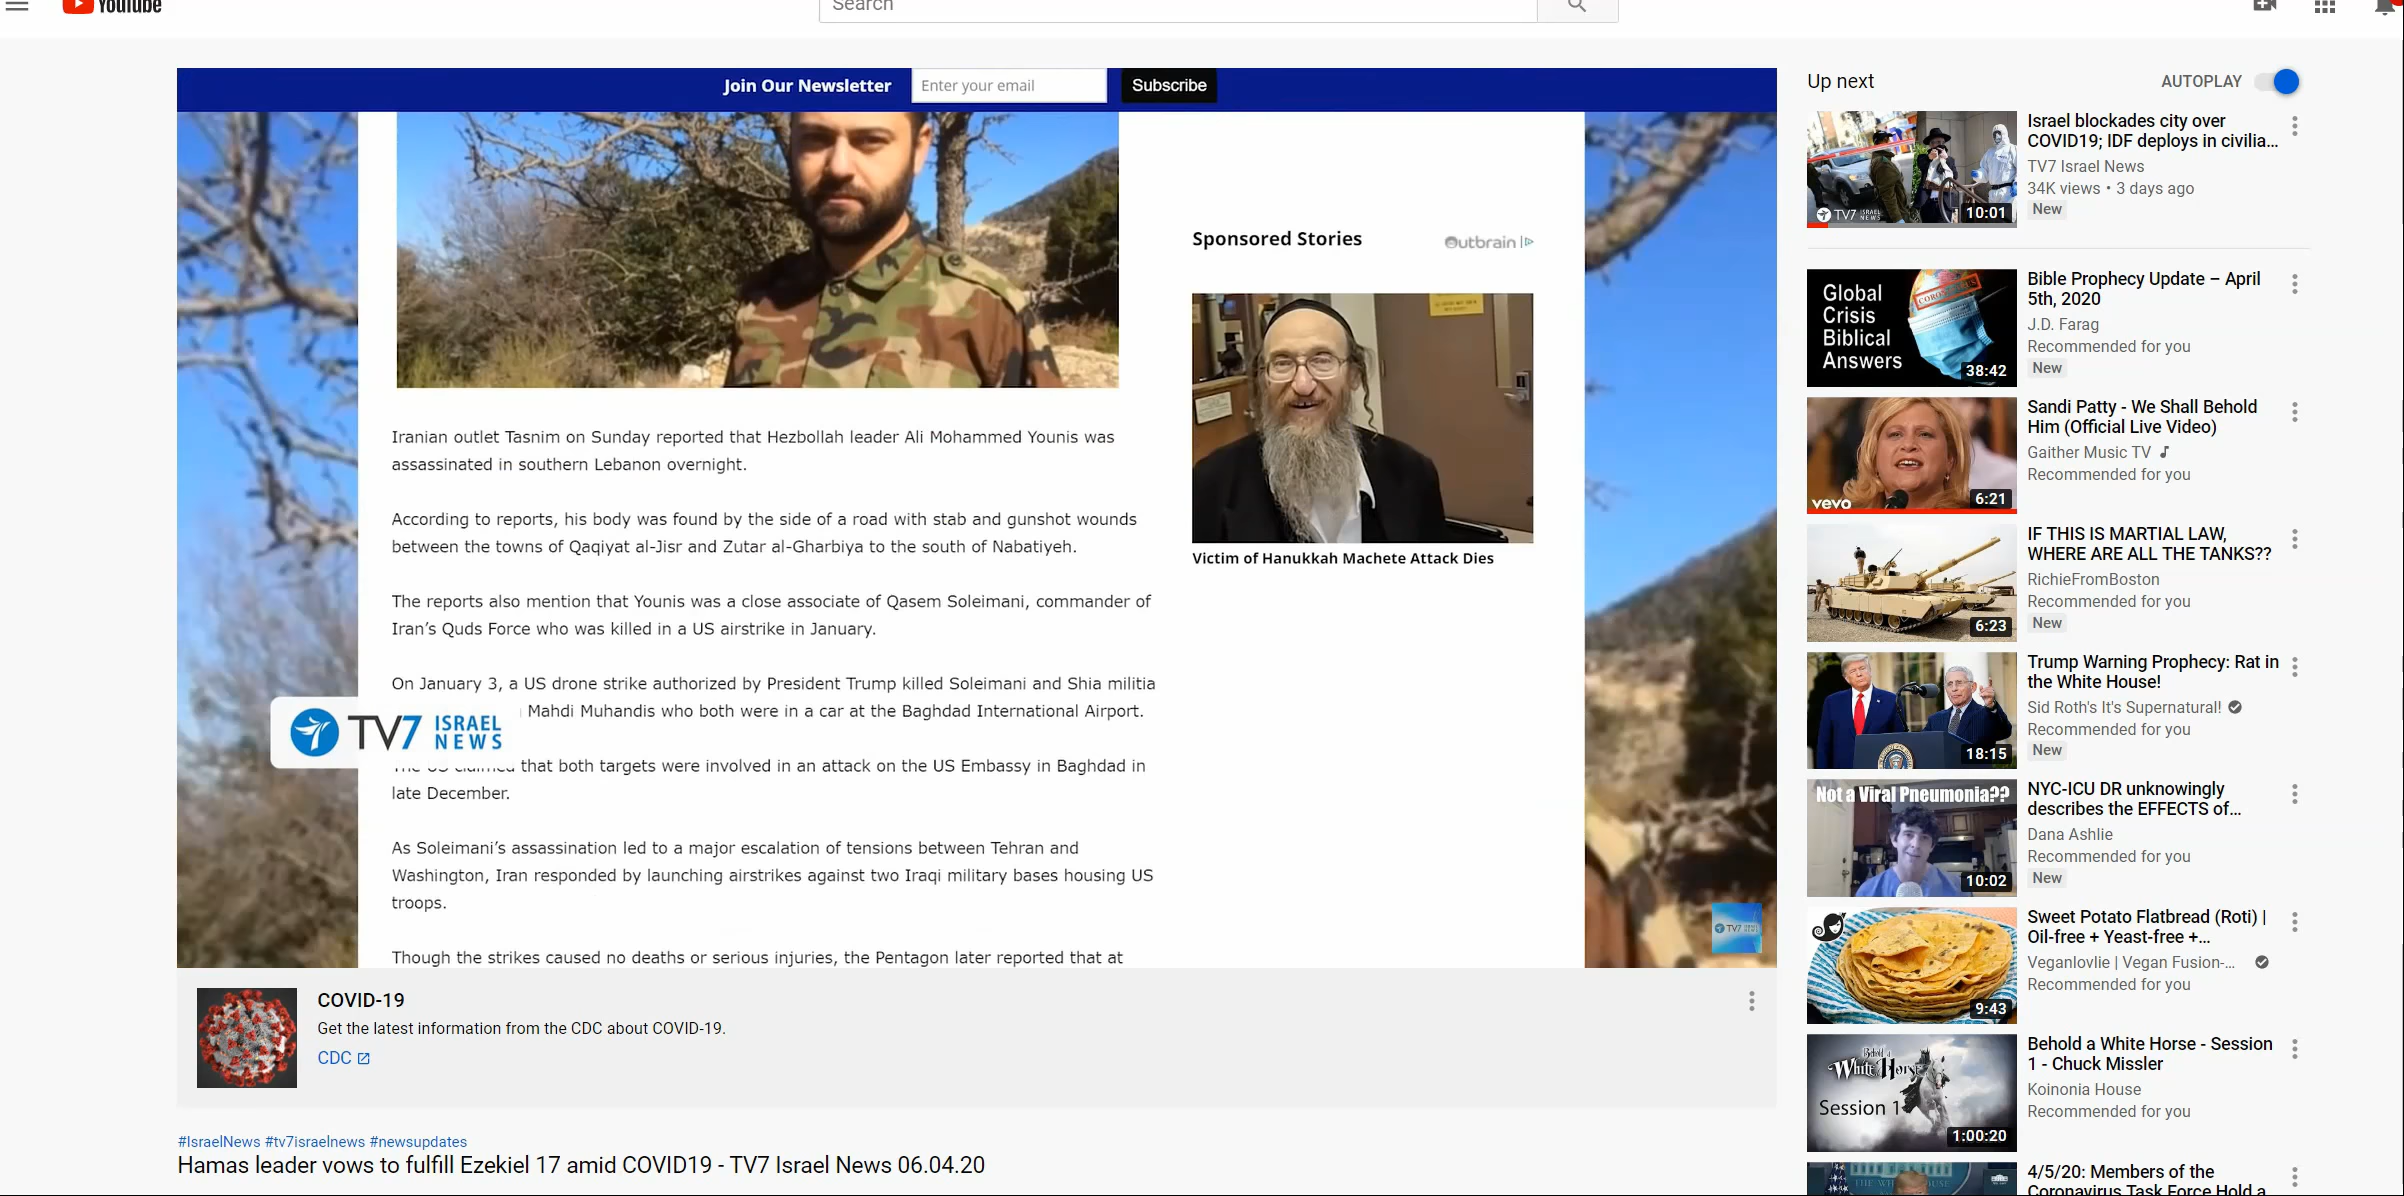 YouTube
Search
Join Our Newsletter
Enter your email
Subscribe
Sponsored Stories
Outbrain
Victim of Hanukkah Machete Attack Dies
Iranian outlet Tasnim on Sunday reported that Hezbollah leader Ali Mohammed Younis was
assassinated in southern Lebanon overnight.
According to reports, his body was found by the side of a road with stab and gunshot wounds
between the towns of Qaqiyat al-Jisr and Zutar al-Gharbiya to the south of Nabatiyeh.
The reports also mention that Younis was a close associate of Qasem Soleimani, commander of
Iran's Quds Force who was killed in a US airstrike in January.
On January 3, a US drone strike authorized by President Trump killed Soleimani and Shia militia
Mahdi Muhandis who both were in a car at the Baghdad International Airport.
TV7 ISRAEL
NEWS
The US claimed that both targets were involved in an attack on the US Embassy in Baghdad in
late December.
As Soleimani's assassination led to a major escalation of tensions between Tehran and
Washington, Iran responded by launching airstrikes against two Iraqi military bases housing US
troops.
Though the strikes caused no deaths or serious injuries, the Pentagon later reported that at
TV7
COVID-19
Get the latest information from the CDC about COVID-19.
CDC
#IsraelNews #tv7israelnews #newsupdates
Hamas leader vows to fulfill Ezekiel 17 amid COVID19 - TV7 Israel News 06.04.20
Up next
AUTOPLAY
TV7 ISRAEL NEWS
10:01
Israel blockades city over
COVID19; IDF deploys in civilia...
TV7 Israel News
34K views • 3 days ago
New
Global
Crisis
Biblical
Answers
38:42
Bible Prophecy Update – April
5th, 2020
J.D. Farag
Recommended for you
New
vevo
6:21
Sandi Patty - We Shall Behold
Him (Official Live Video)
Gaither Music TV
Recommended for you
6:23
IF THIS IS MARTIAL LAW,
WHERE ARE ALL THE TANKS??
RichieFromBoston
Recommended for you
New
18:15
Trump Warning Prophecy: Rat in
the White House!
Sid Roth's It's Supernatural!
Recommended for you
New
Not a Viral Pneumonia??
10:02
NYC-ICU DR unknowingly
describes the EFFECTS of...
Dana Ashlie
Recommended for you
New
9:43
Sweet Potato Flatbread (Roti) |
Oil-free + Yeast-free +...
Veganlovlie | Vegan Fusion-...
Recommended for you
Behold a
White Horse
Session 1
1:00:20
Behold a White Horse - Session
1 - Chuck Missler
Koinonia House
Recommended for you
4/5/20: Members of the
Coronavirus Task Force Hold a